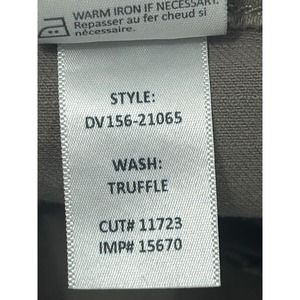 WARM IRON IF NECESSARY.
Repasser au fer cheud si
nécessaire.
STYLE:
DV156-21065
WASH:
TRUFFLE
CUT# 11723
IMP# 15670